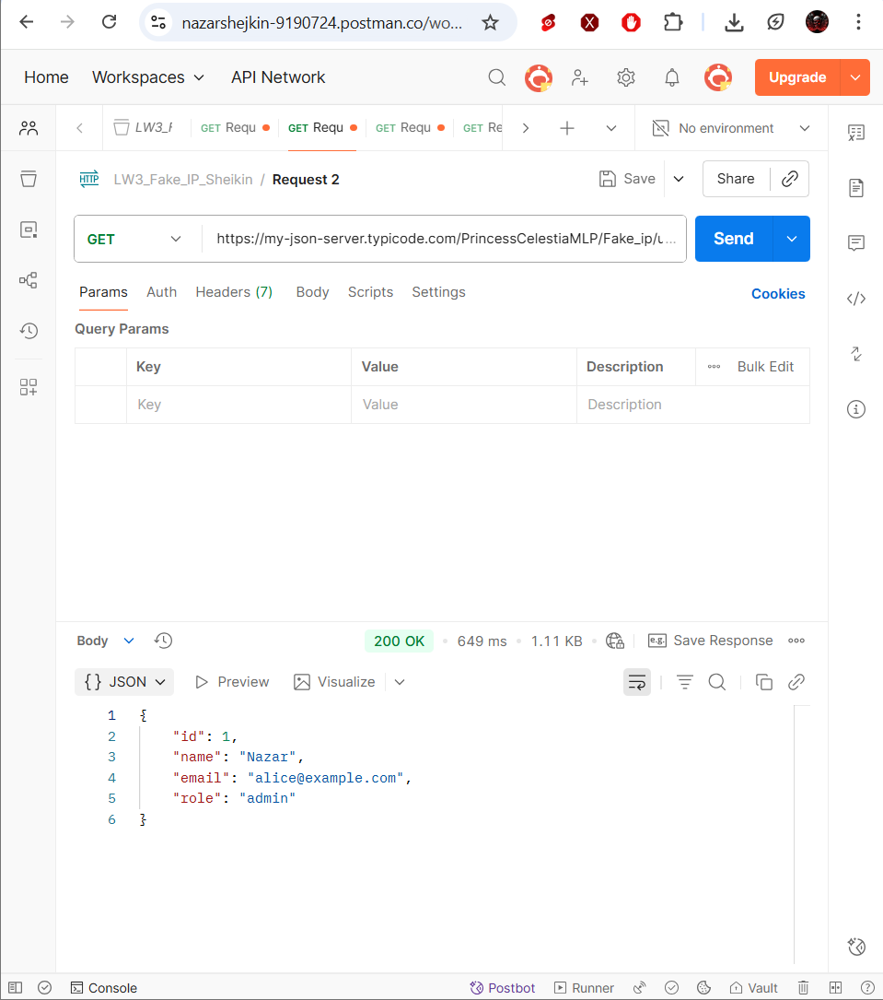 nazarshejkin-9190724.postman.co/wo...
Home Workspaces API Network Upgrade
LW3_F GET Requ GET Requ GET Requ GET Re No environment
HTTP LW3_Fake_IP_Sheikin / Request 2 Save Share
GET https://my-json-server.typicode.com/PrincessCelestiaMLP/Fake_ip/u... Send
Params Auth Headers (7) Body Scripts Settings Cookies
Query Params
Key Value Description Bulk Edit
Key Value Description
Body 200 OK 649 ms 1.11 KB e.g. Save Response
{} JSON Preview Visualize
1 {
2 "id": 1,
3 "name": "Nazar",
4 "email": "alice@example.com",
5 "role": "admin"
6 }
Console Postbot Runner Vault